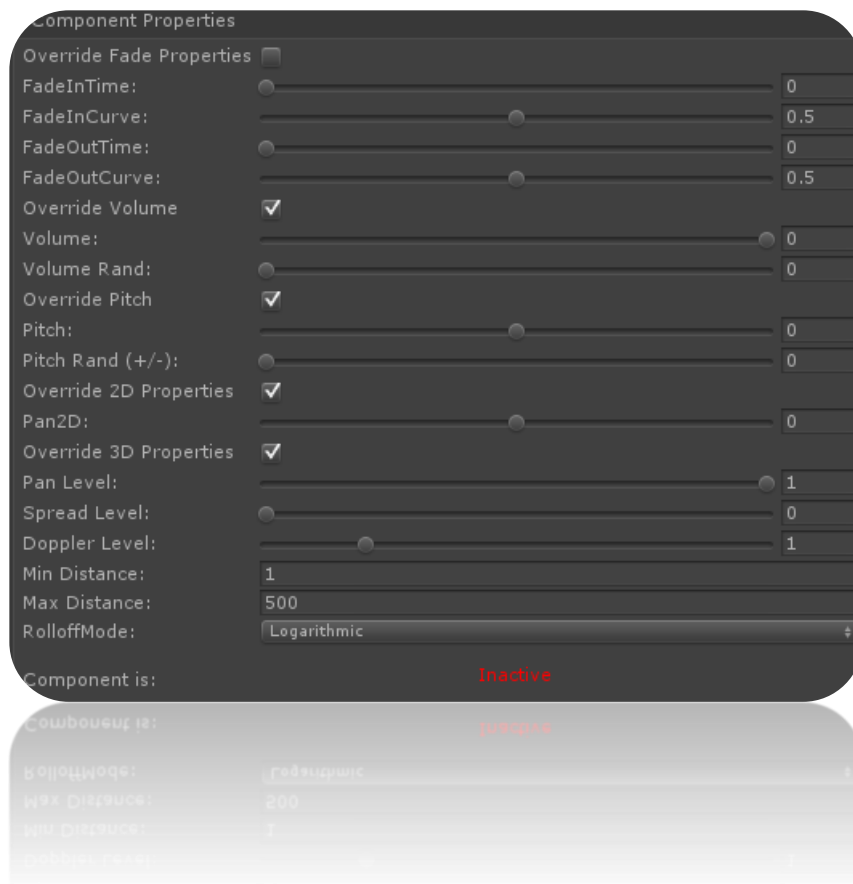 Component Properties
Override Fade Properties
FadeInTime: 0
FadeInCurve: 0.5
FadeOutTime: 0
FadeOutCurve: 0.5
Override Volume
Volume: 0
Volume Rand: 0
Override Pitch
Pitch: 0
Pitch Rand (+/-): 0
Override 2D Properties
Pan2D: 0
Override 3D Properties
Pan Level: 1
Spread Level: 0
Doppler Level: 1
Min Distance: 1
Max Distance: 500
RolloffMode: Logarithmic
Component is: Inactive